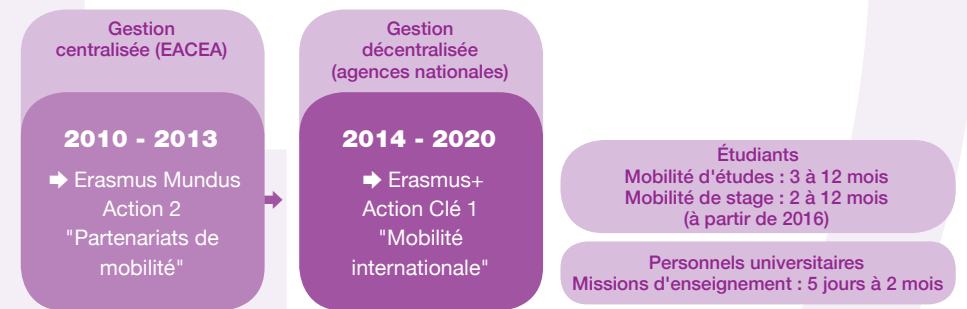 Gestion
centralisée (EACEA)
2010 - 2013
➡ Erasmus Mundus
Action 2
"Partenariats de
mobilité"
➡
Gestion
décentralisée
(agences nationales)
2014 - 2020
➡ Erasmus+
Action Clé 1
"Mobilité
internationale"
Étudiants
Mobilité d'études : 3 à 12 mois
Mobilité de stage : 2 à 12 mois
(à partir de 2016)
Personnels universitaires
Missions d'enseignement : 5 jours à 2 mois